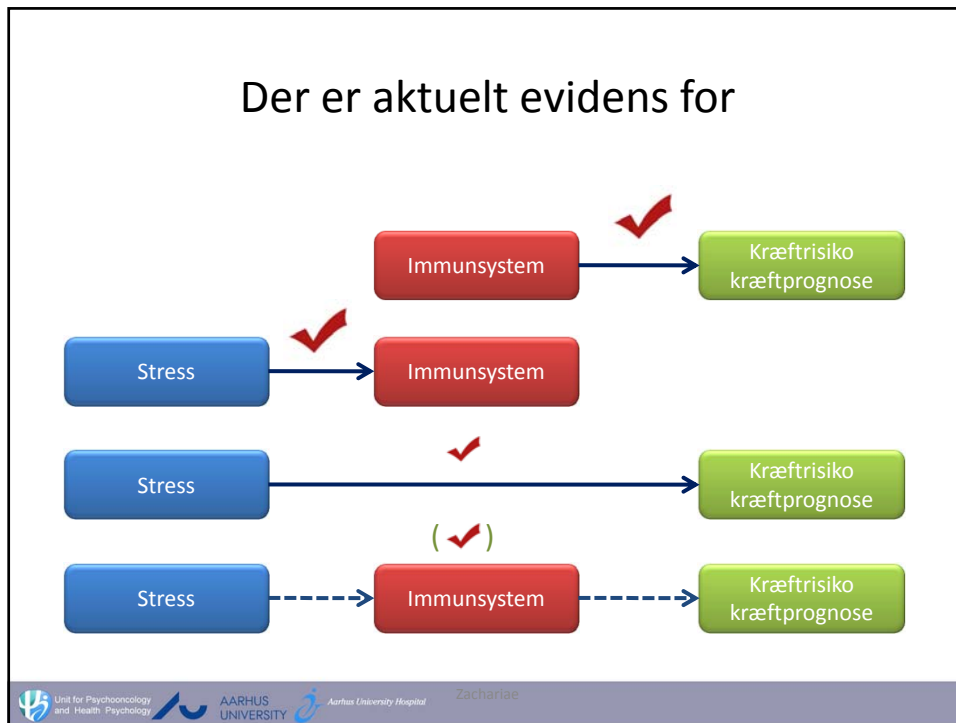 Der er aktuelt evidens for
Immunsystem
Kræftrisiko
kræftprognose
Stress
Immunsystem
Stress
Kræftrisiko
kræftprognose
( )
Stress
Immunsystem
Kræftrisiko
kræftprognose
Unit for Psychooncology
and Health Psychology
AARHUS
UNIVERSITY
Aarhus University Hospital
Zachariae